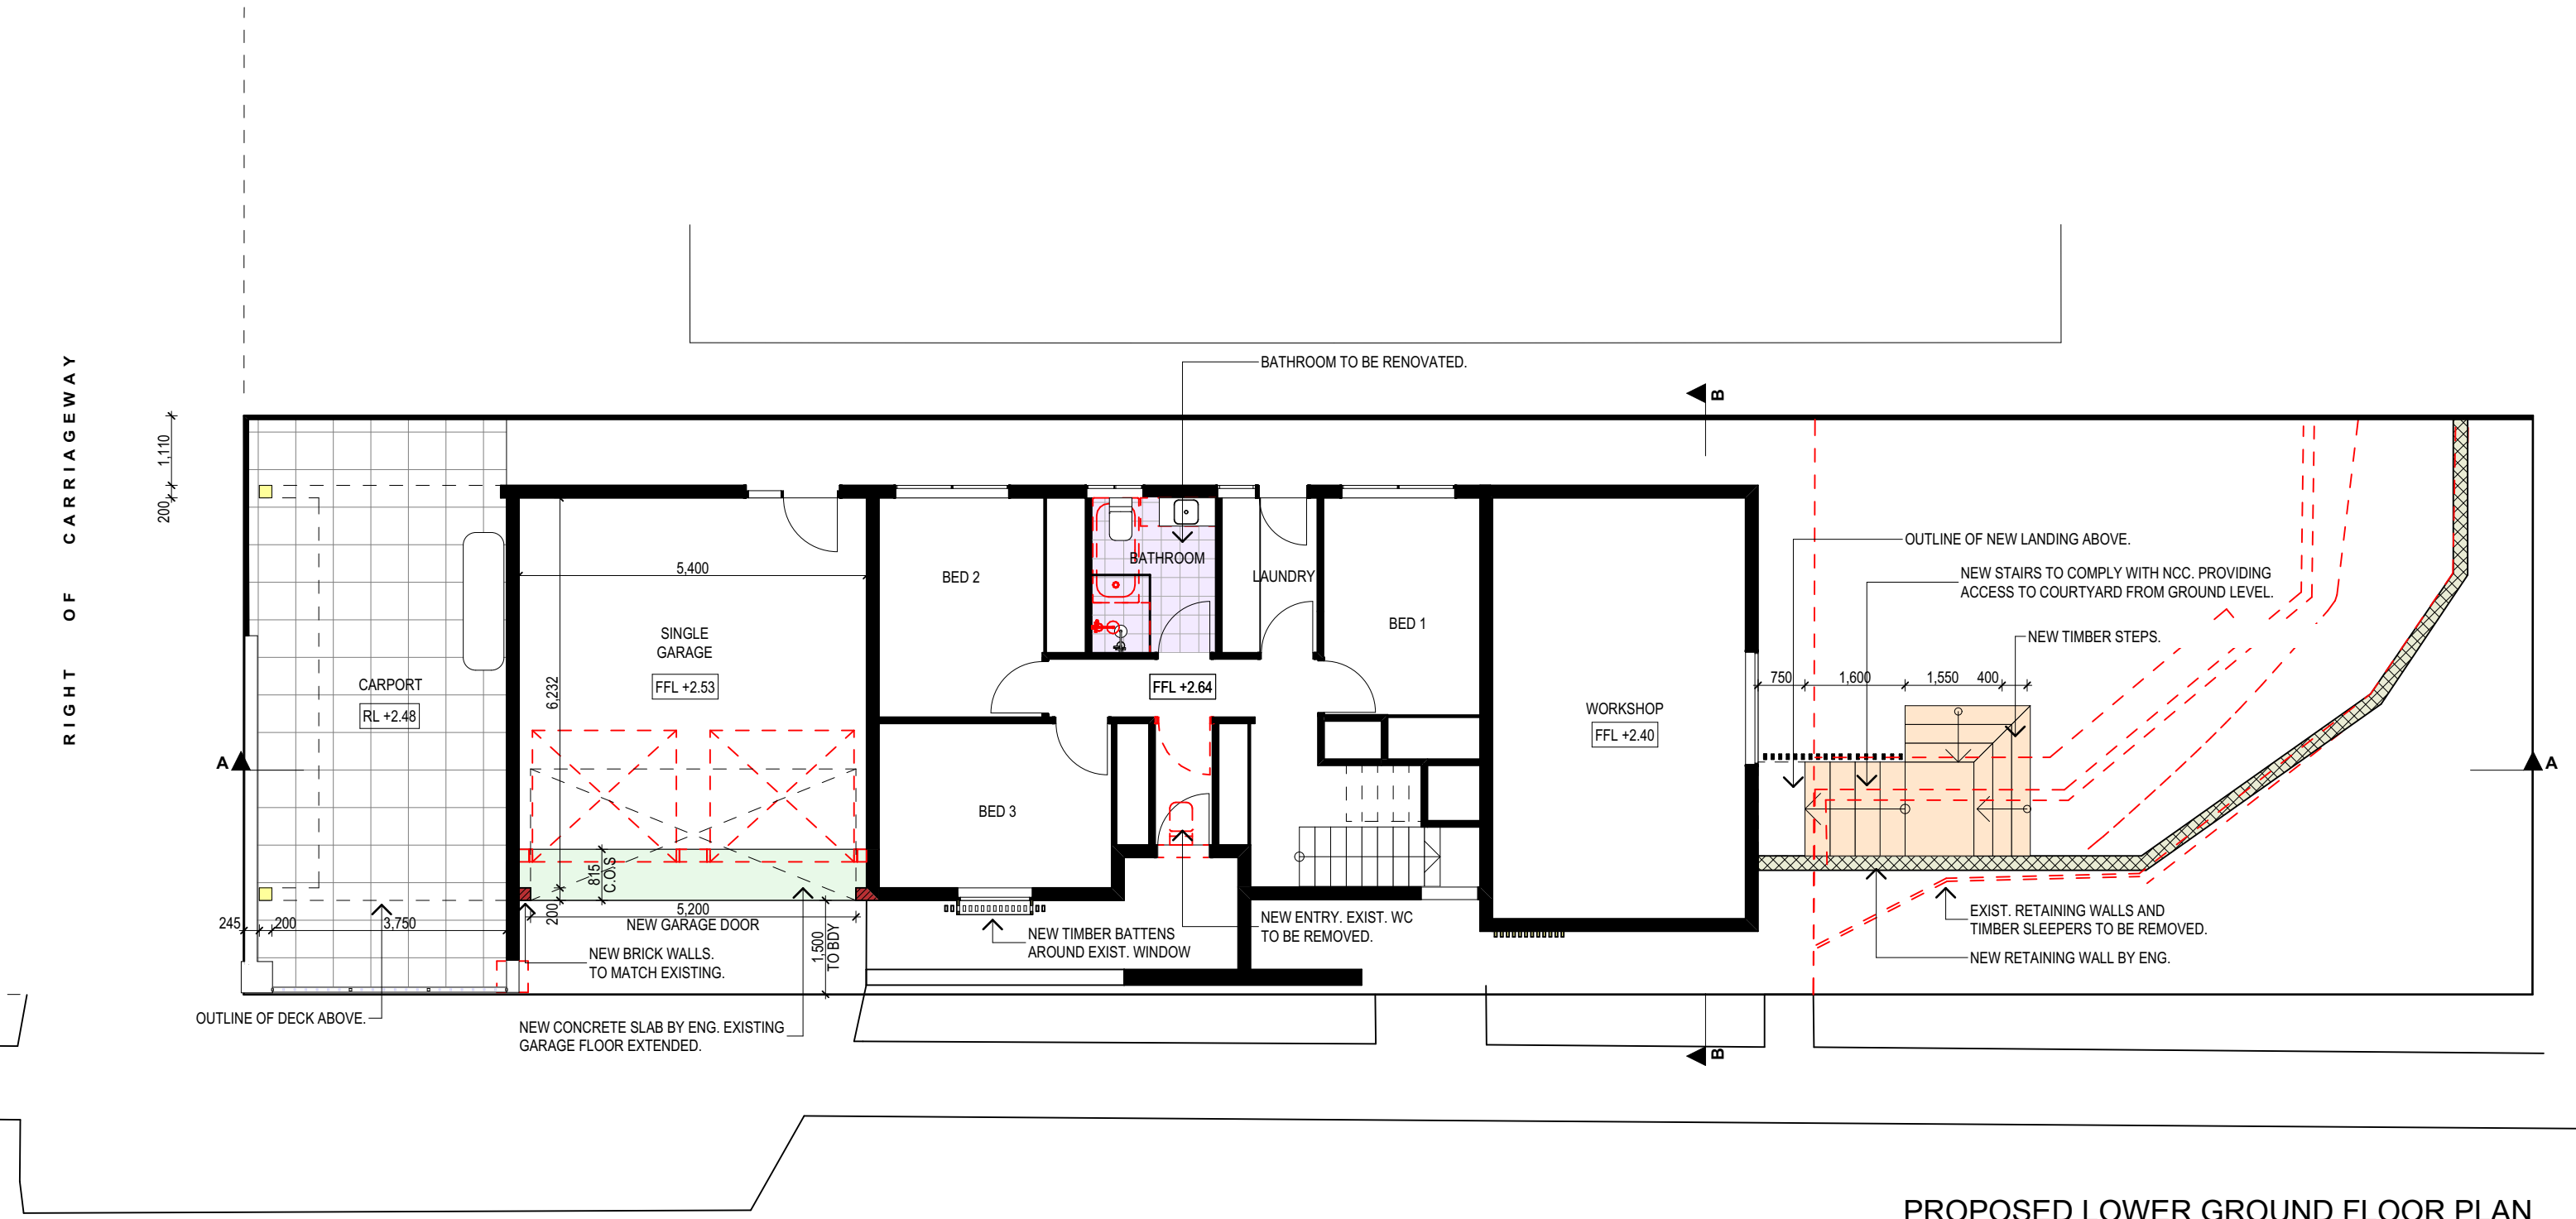 RIGHT OF CARRIAGEWAY
1,110
200
BATHROOM TO BE RENOVATED.
B
OUTLINE OF NEW LANDING ABOVE.
NEW STAIRS TO COMPLY WITH NCC. PROVIDING
ACCESS TO COURTYARD FROM GROUND LEVEL.
NEW TIMBER STEPS.
5,400
BED 2
BATHROOM
LAUNDRY
BED 1
SINGLE
GARAGE
FFL +2.53
6,232
CARPORT
RL +2.48
FFL +2.64
WORKSHOP
FFL +2.40
750
1,600
1,550
400
A
A
BED 3
815
C.O.S
200
5,200
NEW GARAGE DOOR
245
200
3,750
1,500
TO BDY
NEW BRICK WALLS.
TO MATCH EXISTING.
NEW TIMBER BATTENS
AROUND EXIST. WINDOW
NEW ENTRY. EXIST. WC
TO BE REMOVED.
EXIST. RETAINING WALLS AND
TIMBER SLEEPERS TO BE REMOVED.
NEW RETAINING WALL BY ENG.
OUTLINE OF DECK ABOVE.
NEW CONCRETE SLAB BY ENG. EXISTING
GARAGE FLOOR EXTENDED.
B
PROPOSED LOWER GROUND FLOOR PLAN